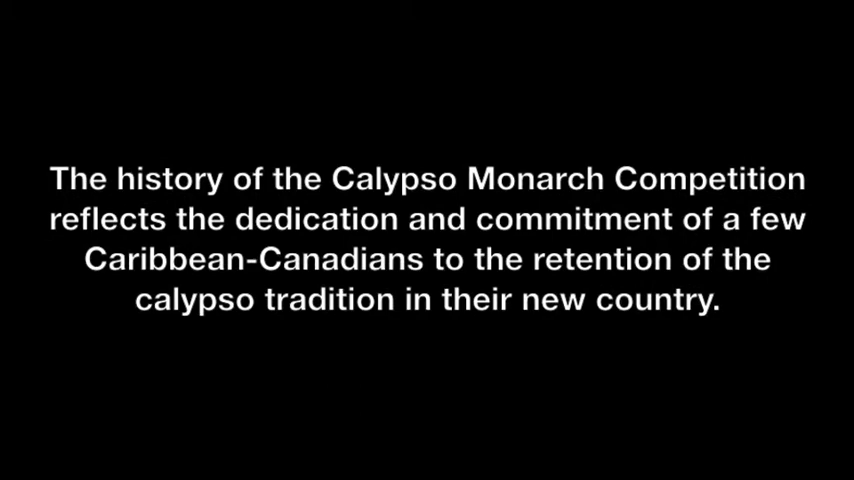 The history of the Calypso Monarch Competition
reflects the dedication and commitment of a few
Caribbean-Canadians to the retention of the
calypso tradition in their new country.